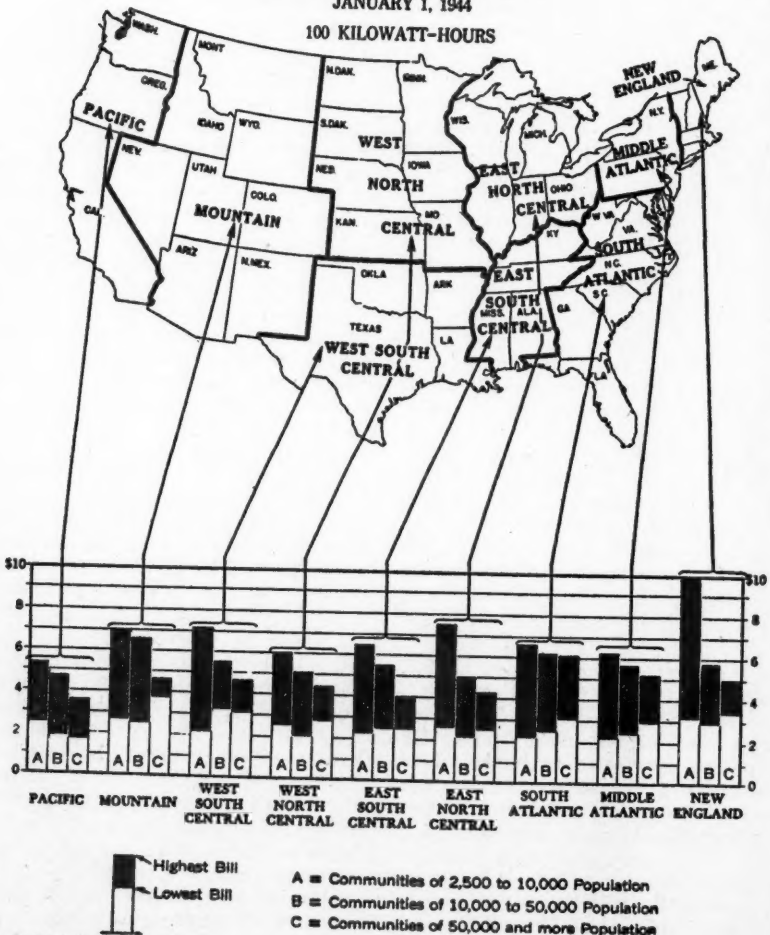 JANUARY 1, 1944
100 KILOWATT-HOURS
WASH.
MONT
N.DAK.
MINN.
ME.
NEW
ENGLAND
OREG.
PACIFIC
IDAHO
WYO.
S.DAK.
WEST
WIS.
MICH.
N.Y.
MIDDLE
ATLANTIC
NEV.
UTAH
NEB.
IOWA
NORTH
EAST
NORTH
OHIO
CENTRAL
CAL.
COLO.
MOUNTAIN
KAN.
MO
CENTRAL
W VA.
VA.
KY
SOUTH
ATLANTIC
N.C.
S C
ARIZ
N.MEX.
OKLA
ARK
EAST
SOUTH
CENTRAL
MISS.
ALA.
GA
TEXAS
LA
WEST SOUTH
CENTRAL
FLA
$10
8
6
4
2
0
$10
8
6
4
2
0
A B C A B C A B C A B C A B C A B C A B C A B C A B C
PACIFIC
MOUNTAIN
WEST
SOUTH
CENTRAL
WEST
NORTH
CENTRAL
EAST
SOUTH
CENTRAL
EAST
NORTH
CENTRAL
SOUTH
ATLANTIC
MIDDLE
ATLANTIC
NEW
ENGLAND
Highest Bill
Lowest Bill
A = Communities of 2,500 to 10,000 Population
B = Communities of 10,000 to 50,000 Population
C = Communities of 50,000 and more Population